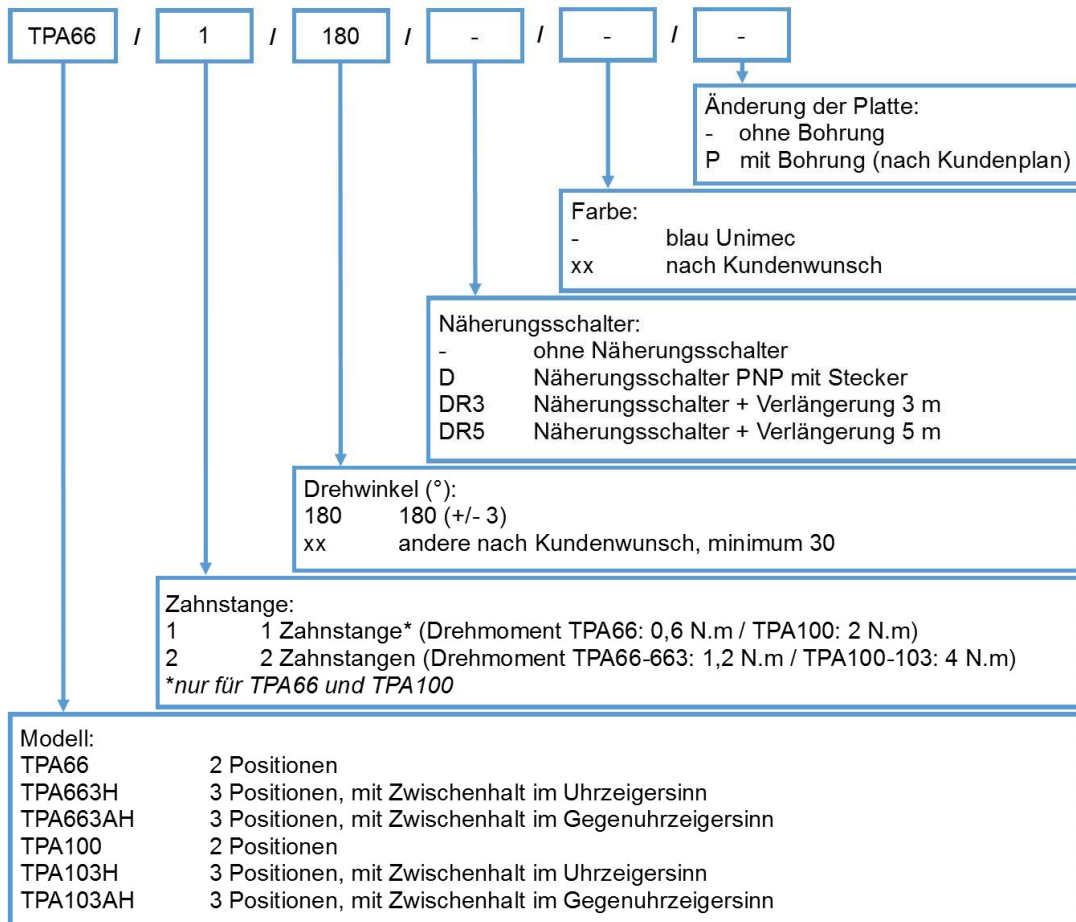 TPA66 / 1 / 180 / - / - / -
Änderung der Platte:
- ohne Bohrung
P mit Bohrung (nach Kundenplan)
Farbe:
- blau Unimec
xx nach Kundenwunsch
Näherungsschalter:
- ohne Näherungsschalter
D Näherungsschalter PNP mit Stecker
DR3 Näherungsschalter + Verlängerung 3 m
DR5 Näherungsschalter + Verlängerung 5 m
Drehwinkel (°):
180 180 (+/- 3)
xx andere nach Kundenwunsch, minimum 30
Zahnstange:
1 1 Zahnstange* (Drehmoment TPA66: 0,6 N.m / TPA100: 2 N.m)
2 2 Zahnstangen (Drehmoment TPA66-663: 1,2 N.m / TPA100-103: 4 N.m)
*nur für TPA66 und TPA100
Modell:
TPA66 2 Positionen
TPA663H 3 Positionen, mit Zwischenhalt im Uhrzeigersinn
TPA663AH 3 Positionen, mit Zwischenhalt im Gegenuhrzeigersinn
TPA100 2 Positionen
TPA103H 3 Positionen, mit Zwischenhalt im Uhrzeigersinn
TPA103AH 3 Positionen, mit Zwischenhalt im Gegenuhrzeigersinn